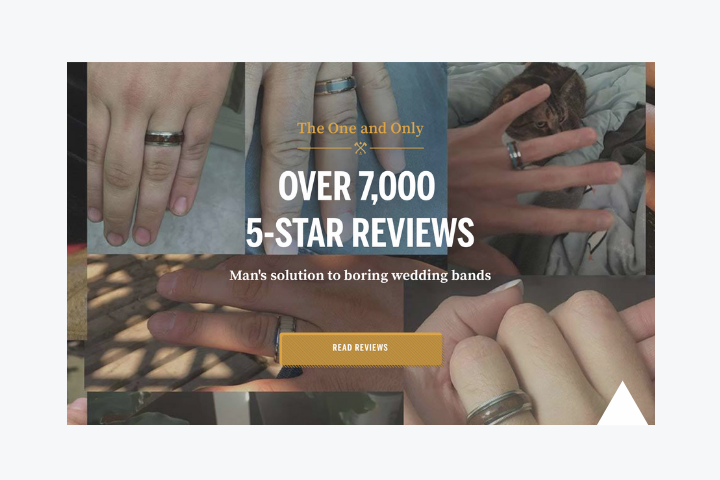 The One and Only
OVER 7,000
5-STAR REVIEWS
Man's solution to boring wedding bands
READ REVIEWS